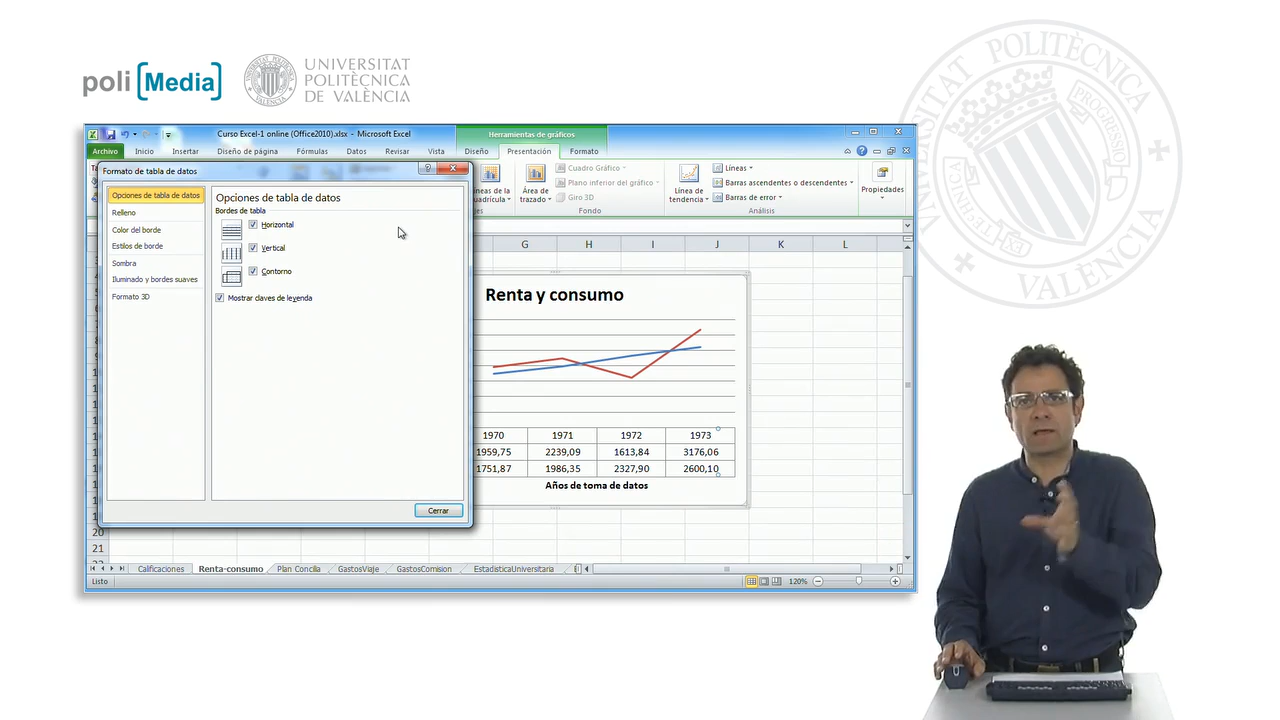 poli [Media]
UNIVERSITAT
POLITÈCNICA
DE VALÈNCIA
UNIVERSITAT POLITÈCNICA
DE VALÈNCIA
Curso Excel-1 online (Office2010).xlsx - Microsoft Excel
Herramientas de gráficos
Archivo Inicio Insertar Diseño de página Fórmulas Datos Revisar Vista Diseño Presentación Formato
Formato de tabla de datos
Opciones de tabla de datos
Relleno
Color del borde
Estilos de borde
Sombra
Iluminado y bordes suaves
Formato 3D
Opciones de tabla de datos
Bordes de tabla
Horizontal
Vertical
Contorno
Mostrar claves de leyenda
Cerrar
Área de
trazado
Cuadro Gráfico
Plano inferior del gráfico
Giro 3D
Fondo
Línea de
tendencia
Líneas
Barras ascendentes o descendentes
Barras de error
Análisis
Propiedades
G H I J K L
Renta y consumo
1970 1971 1972 1973
1959,75 2239,09 1613,84 3176,06
1751,87 1986,35 2327,90 2600,10
Años de toma de datos
20
21
Calificaciones Renta-consumo Plan Concilia GastosViaje GastosComision EstadisticaUniversitaria
Listo
120%